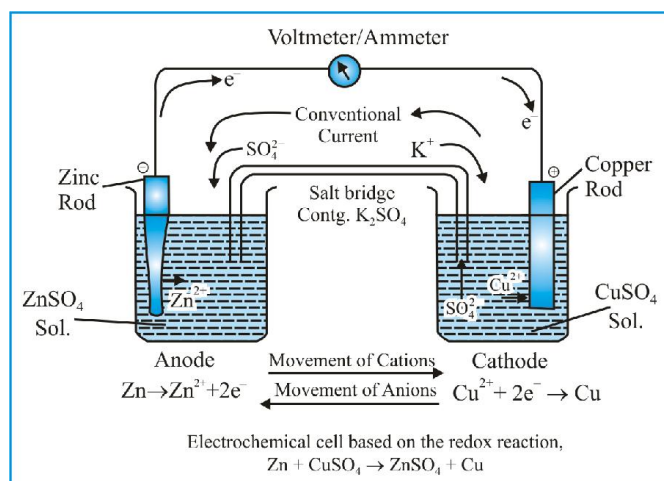 Voltmeter/Ammeter
e⁻
e⁻
Conventional
Current
SO₄²⁻
K⁺
⊖
⊕
Zinc
Rod
Copper
Rod
Salt bridge
Contg. K₂SO₄
Zn²⁺
Cu²⁺
SO₄²⁻
ZnSO₄
Sol.
CuSO₄
Sol.
Anode
Movement of Cations
Cathode
Zn→Zn²⁺+2e⁻
Movement of Anions
Cu²⁺+ 2e⁻ → Cu
Electrochemical cell based on the redox reaction,
Zn + CuSO₄ → ZnSO₄ + Cu